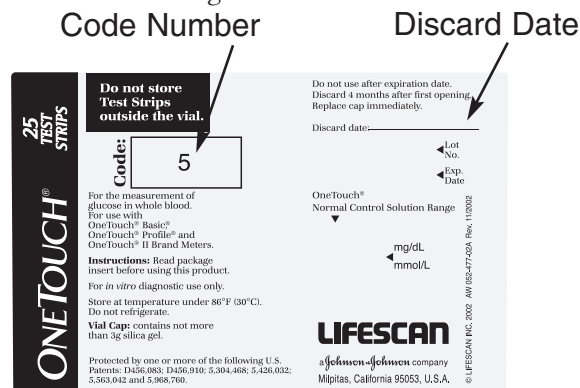 Code Number
Discard Date
25
TEST
STRIPS
ONETOUCH®
Do not store
Test Strips
outside the vial.
Code:
5
For the measurement of
glucose in whole blood.
For use with
OneTouch® Basic,®
OneTouch® Profile® and
OneTouch® II Brand Meters.
Instructions: Read package
insert before using this product.
For in vitro diagnostic use only.
Store at temperature under 86°F (30°C).
Do not refrigerate.
Vial Cap: contains not more
than 3g silica gel.
Protected by one or more of the following U.S.
Patents: D456,083; D456,910; 5,304,468; 5,426,032;
5,563,042 and 5,968,760.
Do not use after expiration date.
Discard 4 months after first opening.
Replace cap immediately.
Discard date:
Lot
No.
Exp.
Date
OneTouch®
Normal Control Solution Range
mg/dL
mmol/L
LIFESCAN
a Johnson & Johnson company
Milpitas, California 95053, U.S.A.
© LIFESCAN INC. 2002 AW 052-477-02A Rev. 11/2002